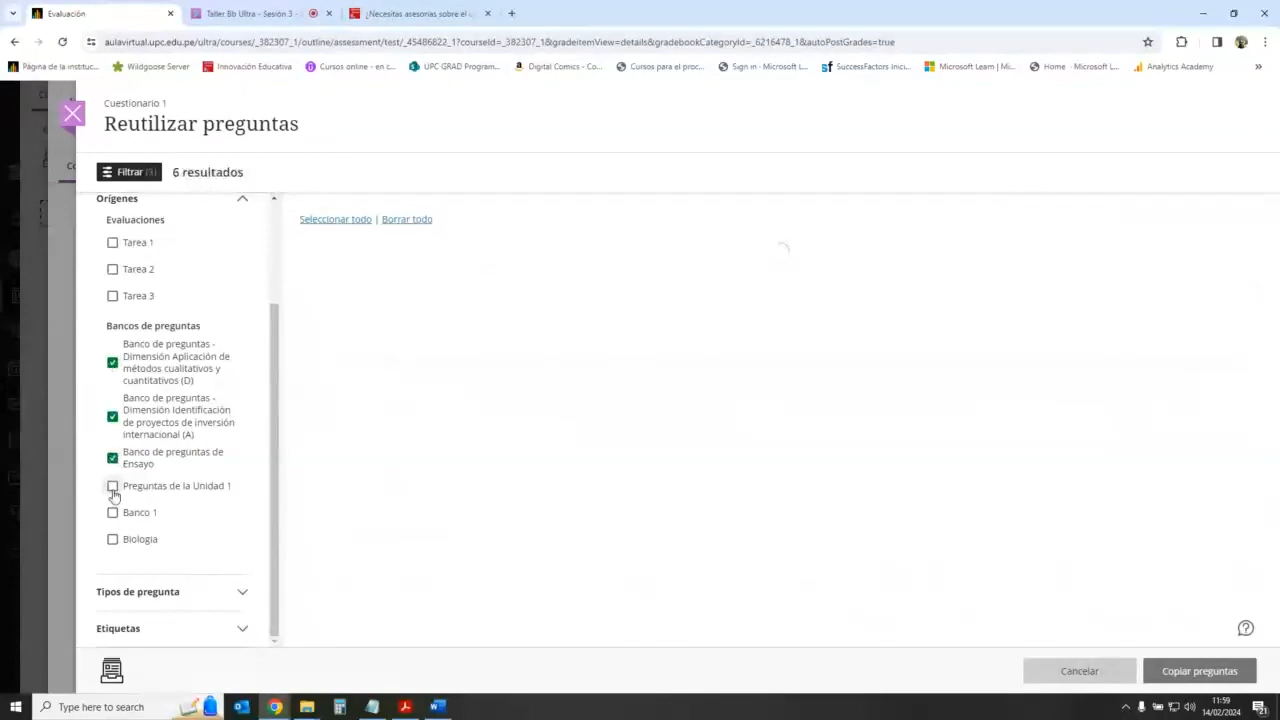 Evaluación
Taller Bb Ultra - Sesión 3 -
¿Necesitas asesorías sobre el u
aulavirtual.upc.edu.pe/ultra/courses/_382307_1/outline/assessment/test/_45486822_1?courseId=_382307_1&gradeitemView=details&gradebookCategoryId=_6216478_1&autoPostGrades=true
Página de la instituc...
Wildgoose Server
Innovación Educativa
Cursos online - en c...
UPC GRAD Program...
Digital Comics - Co...
Cursos para el proc...
Sign in - Microsoft L...
SuccessFactors Inici...
Microsoft Learn | Mi...
Home - Microsoft L...
Analytics Academy
Cuestionario 1
Reutilizar preguntas
Filtrar
6 resultados
Orígenes
Evaluaciones
Seleccionar todo | Borrar todo
Tarea 1
Tarea 2
Tarea 3
Bancos de preguntas
Banco de preguntas -
Dimensión Aplicación de
métodos cualitativos y
cuantitativos (D)
Banco de preguntas -
Dimensión Identificación
de proyectos de inversión
internacional (A)
Banco de preguntas de
Ensayo
Preguntas de la Unidad 1
Banco 1
Biologia
Tipos de pregunta
Etiquetas
Cancelar
Copiar preguntas
Type here to search
11:59
14/02/2024
21